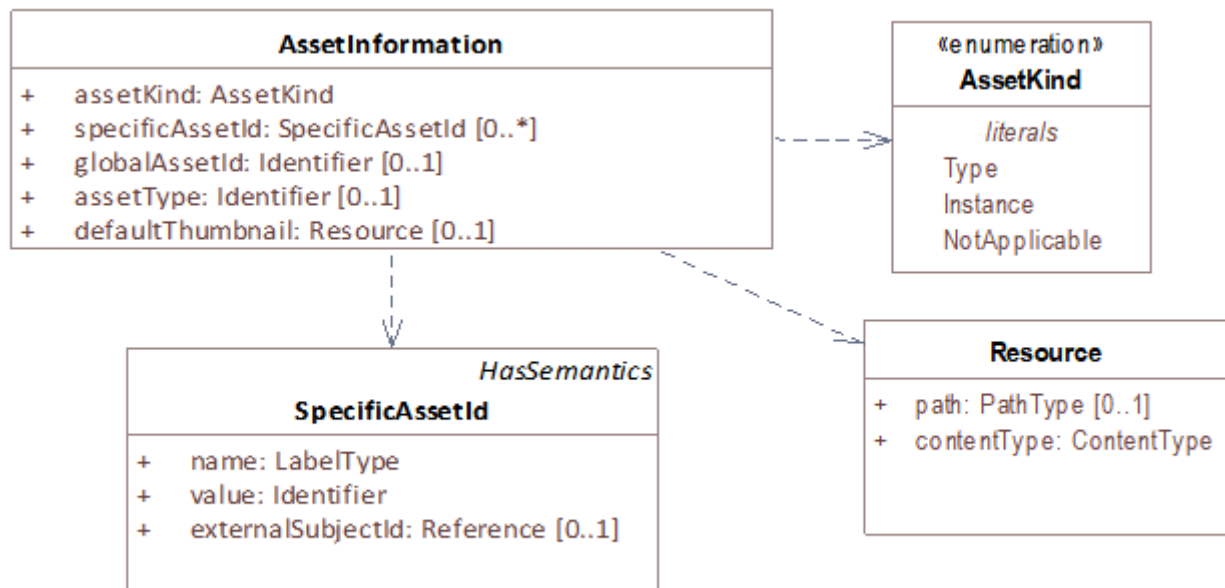 AssetInformation
+ assetKind: AssetKind
+ specificAssetId: SpecificAssetId [0..*]
+ globalAssetId: Identifier [0..1]
+ assetType: Identifier [0..1]
+ defaultThumbnail: Resource [0..1]
«enumeration»
AssetKind
literals
Type
Instance
NotApplicable
HasSemantics
SpecificAssetId
+ name: LabelType
+ value: Identifier
+ externalSubjectId: Reference [0..1]
Resource
+ path: PathType [0..1]
+ contentType: ContentType